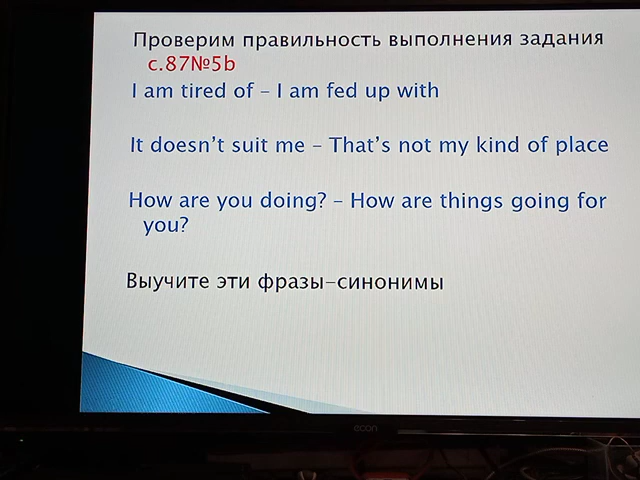 Проверим правильность выполнения задания
с.87№5b
I am tired of – I am fed up with
It doesn't suit me – That's not my kind of place
How are you doing? – How are things going for
you?
Выучите эти фразы-синонимы
econ